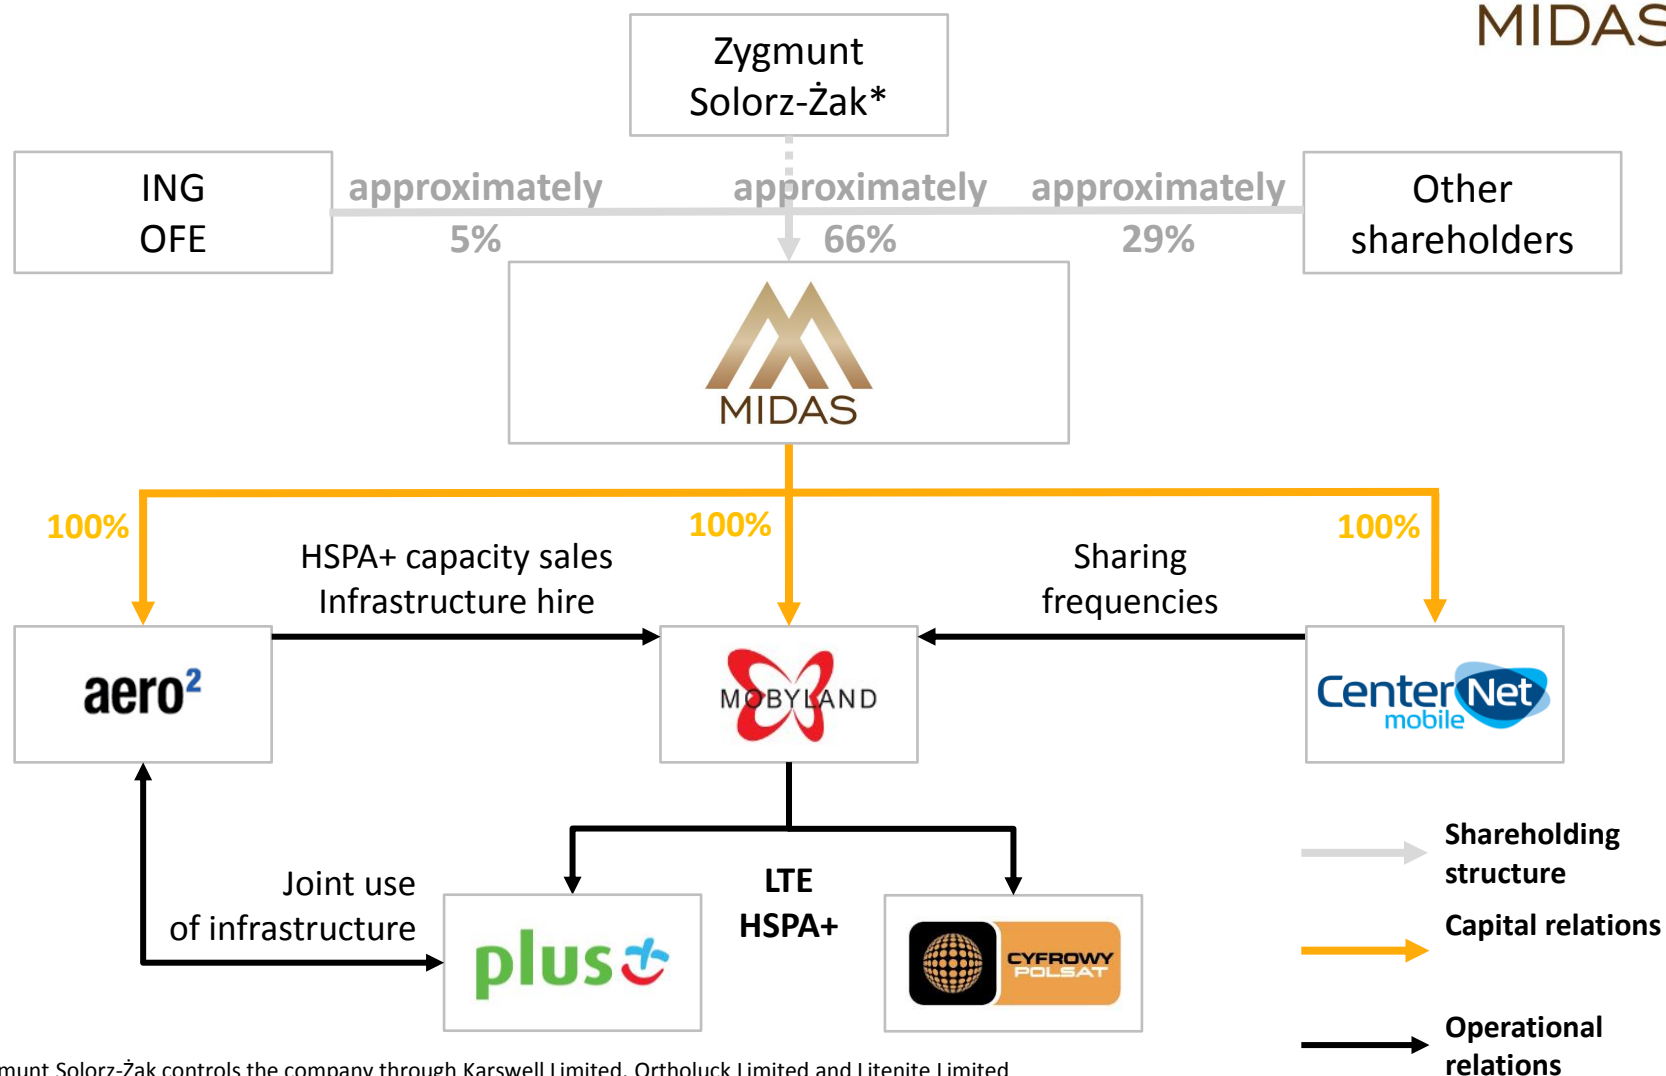 MIDAS
Zygmunt
Solorz-Żak*
ING
OFE
approximately
5%
approximately
66%
approximately
29%
Other
shareholders
MIDAS
100%
100%
100%
HSPA+ capacity sales
Infrastructure hire
Sharing
frequencies
aero²
MOBYLAND
CenterNet
mobile
Joint use
of infrastructure
LTE
HSPA+
plus
CYFROWY
POLSAT
Shareholding
structure
Capital relations
Operational
relations
munt Solorz-Żak controls the company through Karswell Limited, Ortholuck Limited and Litenite Limited